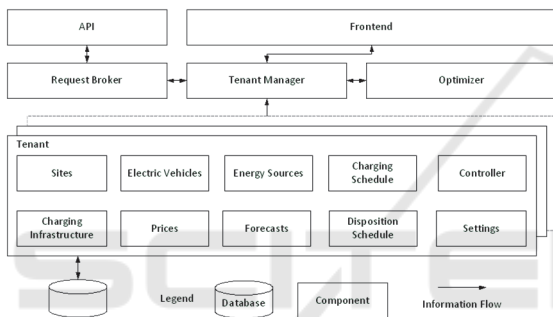 API
Frontend
Request Broker
Tenant Manager
Optimizer
Tenant
Sites
Electric Vehicles
Energy Sources
Charging
Schedule
Controller
Charging
Infrastructure
Prices
Forecasts
Disposition
Schedule
Settings
Legend
Database
Component
Information Flow
SCITE